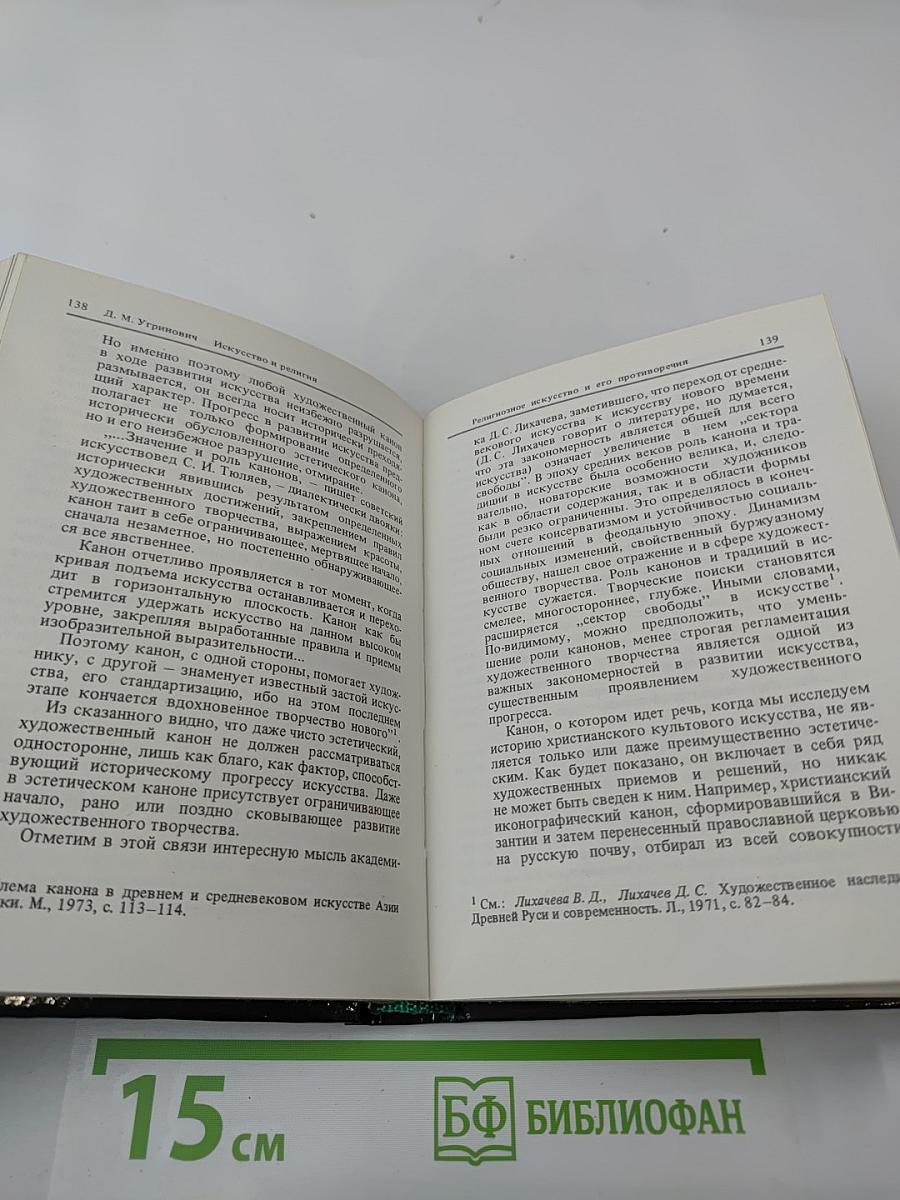 138 Д. М. Угринович Искусство и религия
Но именно поэтому любой художественный канон
в ходе развития искусства неизбежно разрушается,
размывается, он всегда носит исторически преходя-
щий характер. Прогресс в развитии искусства пред-
полагает не только формирование определенного
исторически обусловленного эстетического канона,
но и его неизбежное разрушение, отмирание.
„...Значение и роль канонов, — пишет советский
искусствовед С. И. Тюляев, — диалектически двояки:
исторически явившись результатом определенных
художественных достижений, закреплением правил
художественного творчества, выражением красоты,
канон таит в себе ограничивающее, мертвящее начало,
сначала незаметное, но постепенно обнаруживающее-
ся все явственнее.
Канон отчетливо проявляется в тот момент, когда
кривая подъема искусства останавливается и перехо-
дит в горизонтальную плоскость. Канон как бы
стремится удержать искусство на данном высоком
уровне, закрепляя выработанные правила и приемы
изобразительной выразительности...
Поэтому канон, с одной стороны, помогает худож-
нику, с другой — знаменует известный застой искус-
ства, его стандартизацию, ибо на этом последнем
этапе кончается вдохновенное творчество нового”¹.
Из сказанного видно, что даже чисто эстетический,
художественный канон не должен рассматриваться
односторонне, лишь как благо, как фактор, способст-
вующий историческому прогрессу искусства. Даже
в эстетическом каноне присутствует ограничивающее
начало, рано или поздно сковывающее развитие
художественного творчества.
Отметим в этой связи интересную мысль академи-
лема канона в древнем и средневековом искусстве Азии
ки. М., 1973, с. 113—114.
Религиозное искусство и его противоречия 139
ка Д. С. Лихачева, заметившего, что переход от средне-
векового искусства к искусству нового времени
(Д. С. Лихачев говорит о литературе, но думается,
что эта закономерность является общей для всего
искусства) означает увеличение в нем „сектора
свободы”. В эпоху средних веков роль канона и тра-
диции в искусстве была особенно велика, и, следо-
вательно, новаторские возможности художников
как в области содержания, так и в области формы
были резко ограничены. Это определялось в конеч-
ном счете консерватизмом и устойчивостью социаль-
ных отношений в феодальную эпоху. Динамизм
социальных изменений, свойственный буржуазному
обществу, нашел свое отражение и в сфере художест-
венного творчества. Роль канонов и традиций в ис-
кусстве сужается. Творческие поиски становятся
смелее, многостороннее, глубже. Иными словами,
расширяется „сектор свободы” в искусстве¹.
По-видимому, можно предположить, что умень-
шение роли канонов, менее строгая регламентация
художественного творчества является одной из
важных закономерностей в развитии искусства,
существенным проявлением художественного
прогресса.
Канон, о котором идет речь, когда мы исследуем
историю христианского культового искусства, не яв-
ляется только или даже преимущественно эстетиче-
ским. Как будет показано, он включает в себя ряд
художественных приемов и решений, но никак
не может быть сведен к ним. Например, христианский
иконографический канон, сформировавшийся в Ви-
зантии и затем перенесенный православной церковью
на русскую почву, отбирал из всей совокупности
¹ См.: Лихачева В. Д., Лихачев Д. С. Художественное наследи
Древней Руси и современность. Л., 1971, с. 82—84.
15 см
БФ БИБЛИОФАН